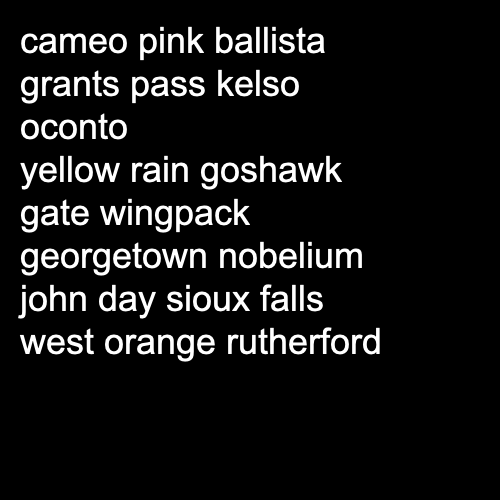 cameo pink ballista
grants pass kelso
oconto
yellow rain goshawk
gate wingpack
georgetown nobelium
john day sioux falls
west orange rutherford